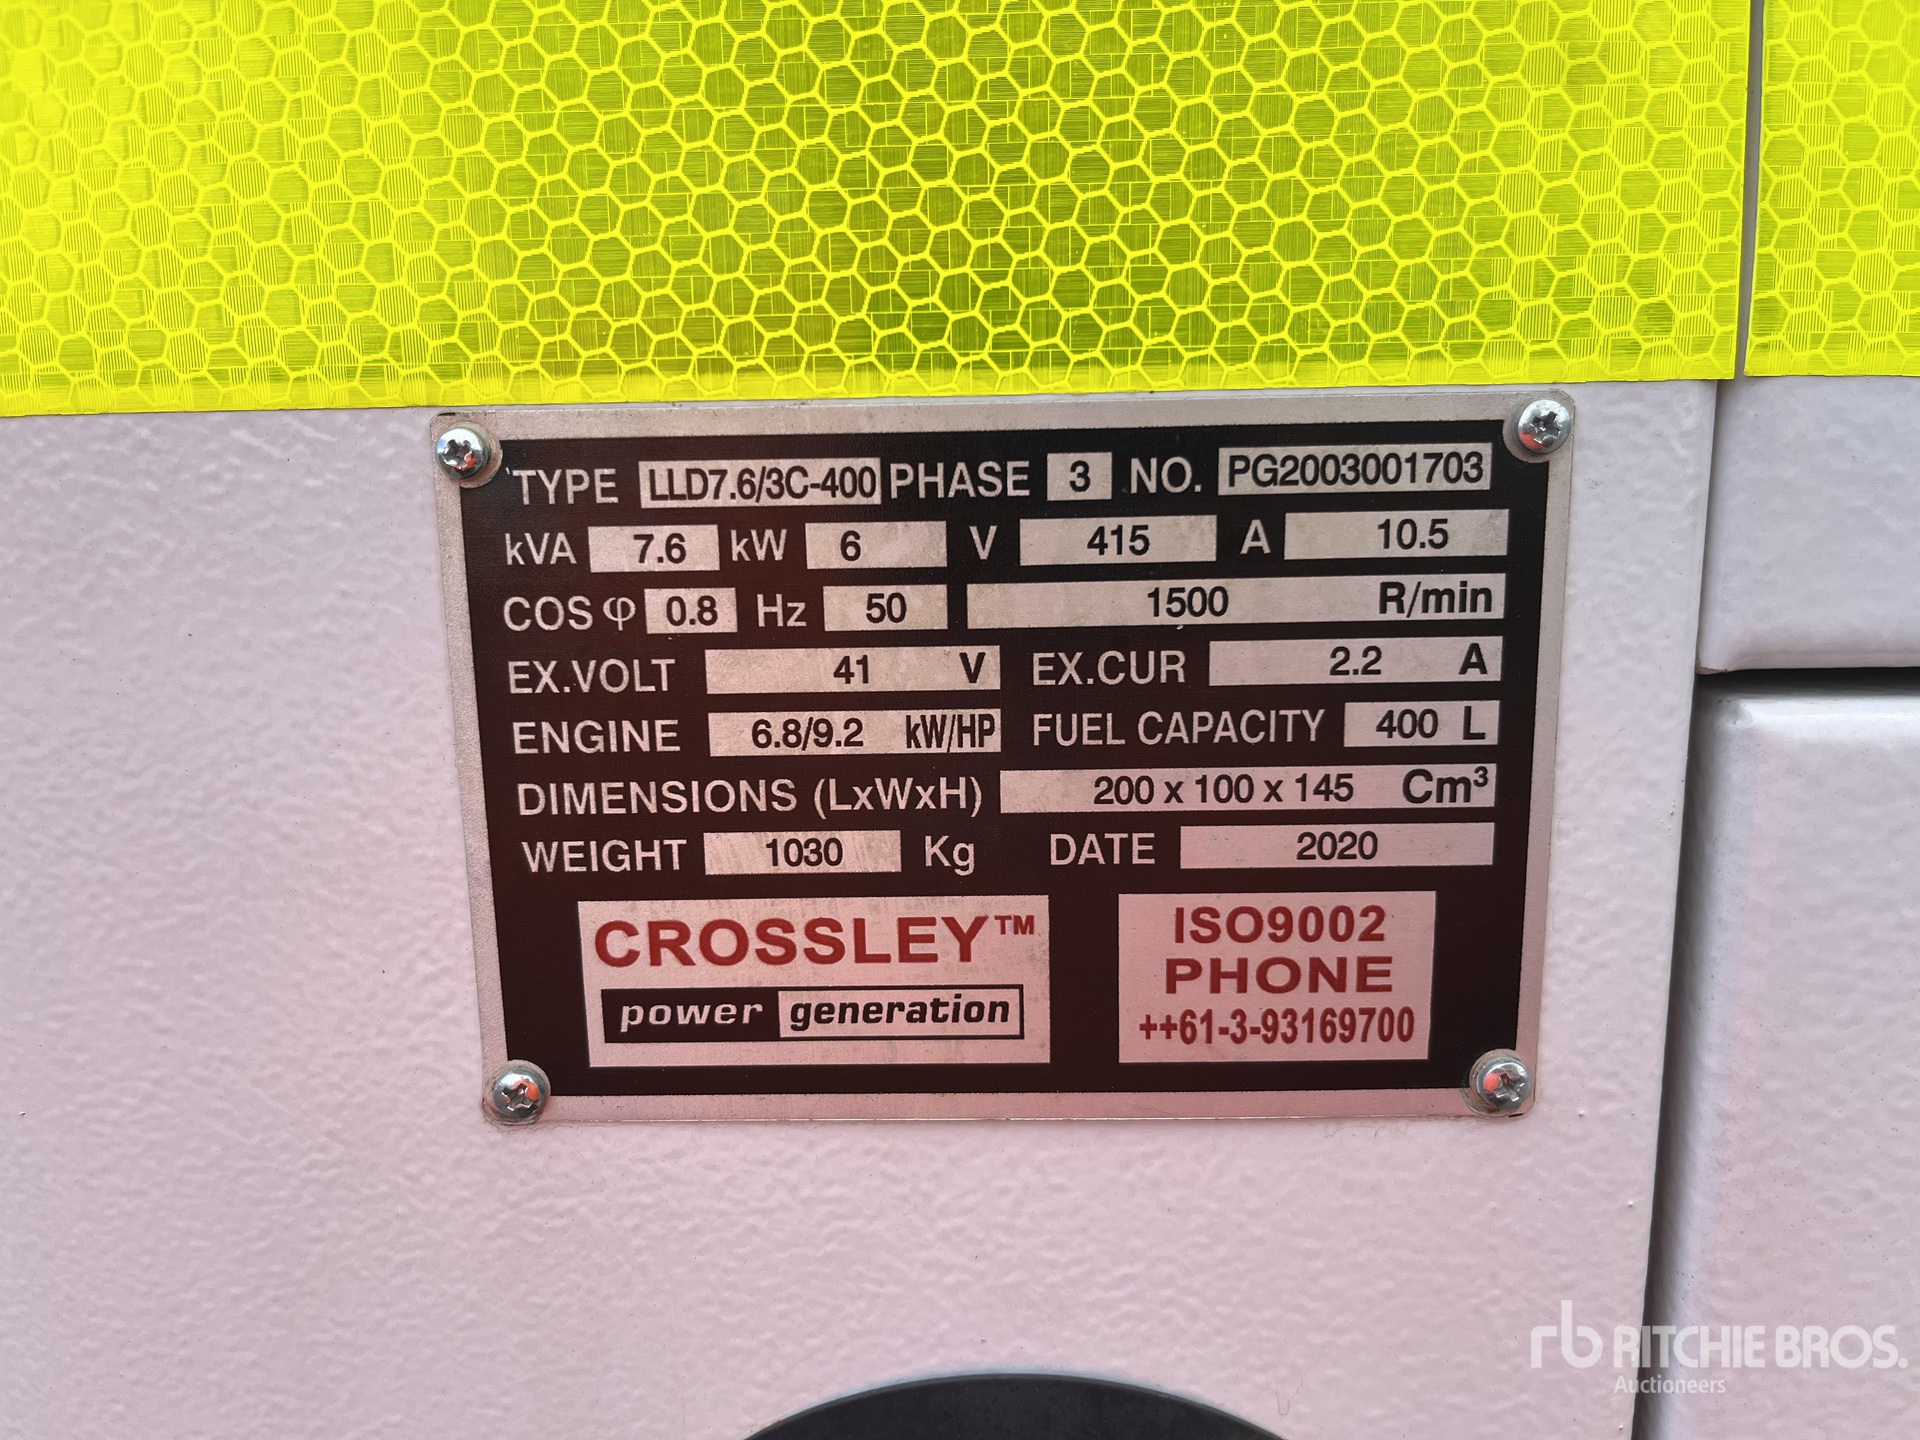 TYPE LLD7.6/3C-400 PHASE 3 NO. PG2003001703
kVA 7.6 kW 6 V 415 A 10.5
COS φ 0.8 Hz 50 1500 R/min
EX.VOLT 41 V EX.CUR 2.2 A
ENGINE 6.8/9.2 kW/HP FUEL CAPACITY 400 L
DIMENSIONS (LxWxH) 200 x 100 x 145 Cm³
WEIGHT 1030 Kg DATE 2020
CROSSLEY™
power generation
ISO9002
PHONE
++61-3-93169700
rb RITCHIE BROS.
Auctioneers